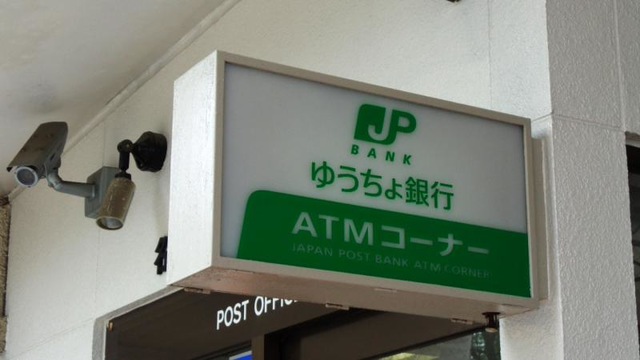 JP
BANK
ゆうちょ銀行
ATMコーナー
JAPAN POST BANK ATM CORNER
POST OFFICE